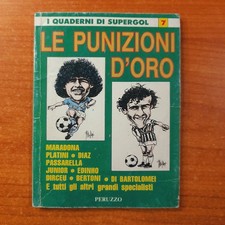 I QUADERNI DI SUPERGOL 7
LE PUNIZIONI
D'ORO
MARADONA
PLATINI • DIAZ
PASSARELLA
JUNIOR • EDINHO
DIRCEU • BERTONI • DI BARTOLOMEI
E tutti gli altri grandi specialisti
PERUZZO